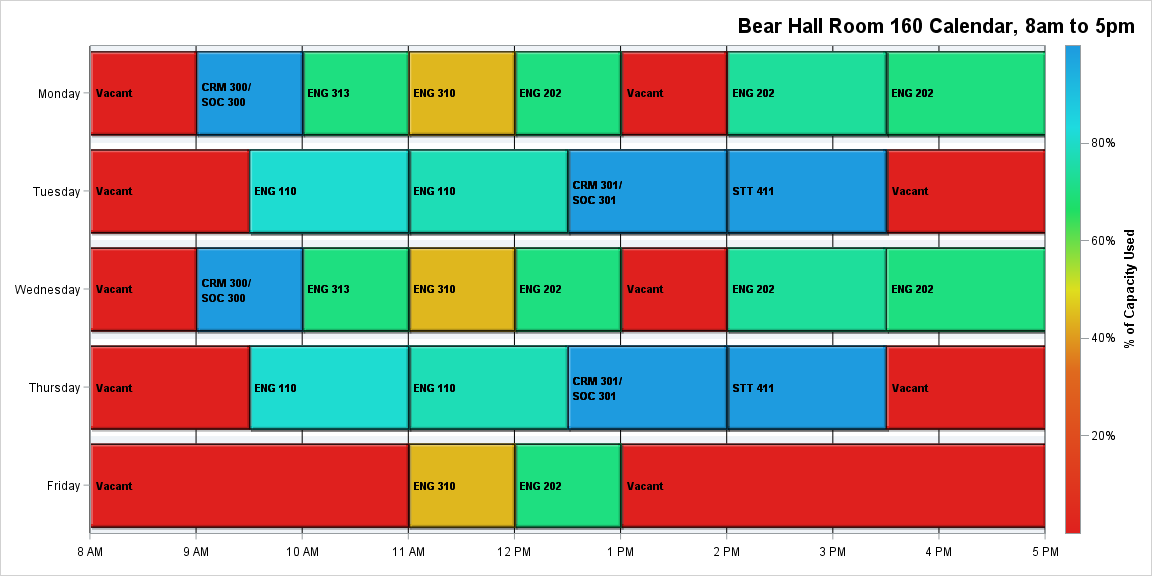 Bear Hall Room 160 Calendar, 8am to 5pm
Monday
Vacant
CRM 300/
SOC 300
ENG 313
ENG 310
ENG 202
Vacant
ENG 202
ENG 202
Tuesday
Vacant
ENG 110
ENG 110
CRM 301/
SOC 301
STT 411
Vacant
Wednesday
Vacant
CRM 300/
SOC 300
ENG 313
ENG 310
ENG 202
Vacant
ENG 202
ENG 202
Thursday
Vacant
ENG 110
ENG 110
CRM 301/
SOC 301
STT 411
Vacant
Friday
Vacant
ENG 310
ENG 202
Vacant
8 AM
9 AM
10 AM
11 AM
12 PM
1 PM
2 PM
3 PM
4 PM
5 PM
80%
60%
40%
20%
% of Capacity Used